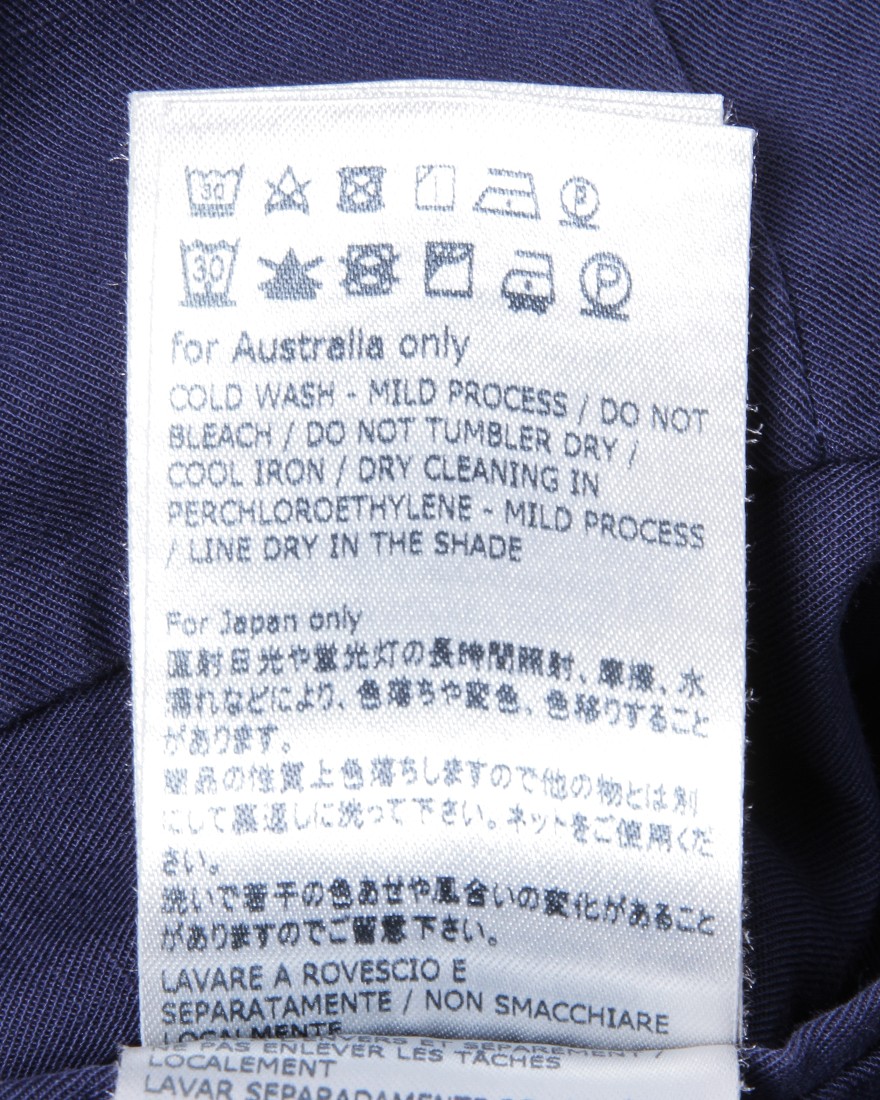 30 P
30 P
for Australia only
COLD WASH - MILD PROCESS / DO NOT
BLEACH / DO NOT TUMBLER DRY /
COOL IRON / DRY CLEANING IN
PERCHLOROETHYLENE - MILD PROCESS
/ LINE DRY IN THE SHADE
For Japan only
直射日光や蛍光灯の長時間照射、摩擦、水
濡れなどにより、色落ちや変色、色移りすること
があります。
製品の性質上色落ちしますので他の物とは別
にして裏返しに洗って下さい。ネットをご使用くだ
さい。
洗いで若干の色あせや風合いの変化があること
がありますのでご留意下さい。
LAVARE A ROVESCIO E
SEPARATAMENTE / NON SMACCHIARE
LOCALMENTE
PAS ENLEVER LES TÂCHES
LOCALEMENT
LAVAR SEPARADAMENTE